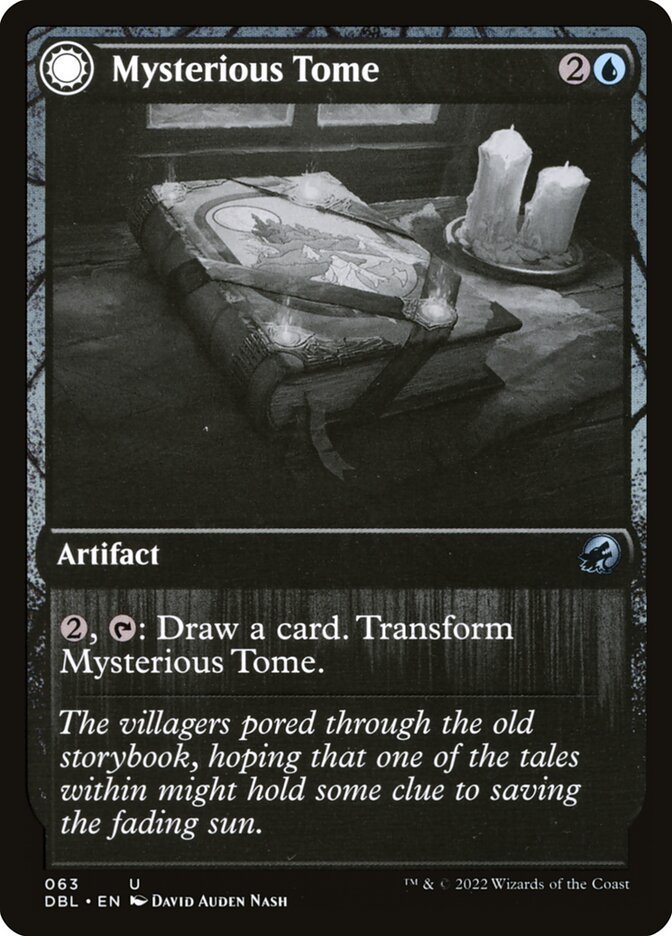 Mysterious Tome 2
Artifact
2, : Draw a card. Transform
Mysterious Tome.
The villagers pored through the old
storybook, hoping that one of the tales
within might hold some clue to saving
the fading sun.
063 U ™ & © 2022 Wizards of the Coast
DBL • EN David Auden Nash